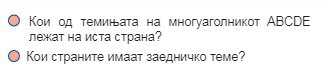 Кои од темињата на многуаголникот ABCDE
лежат на иста страна?
Кои страните имаат заедничко теме?